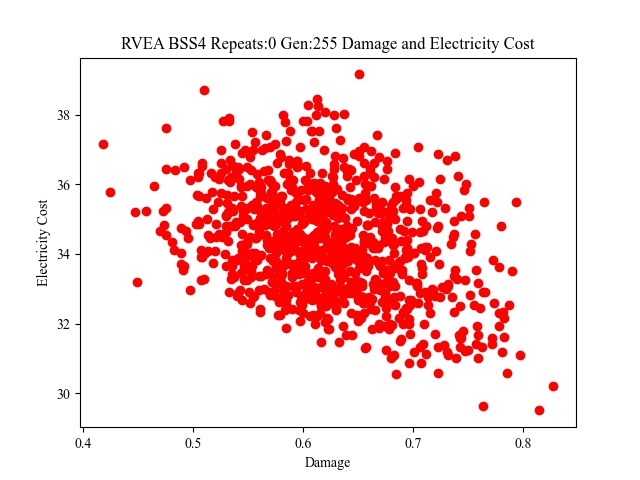 RVEA BSS4 Repeats:0 Gen:255 Damage and Electricity Cost
38
36
34
32
30
Electricity Cost
0.4 0.5 0.6 0.7 0.8
Damage